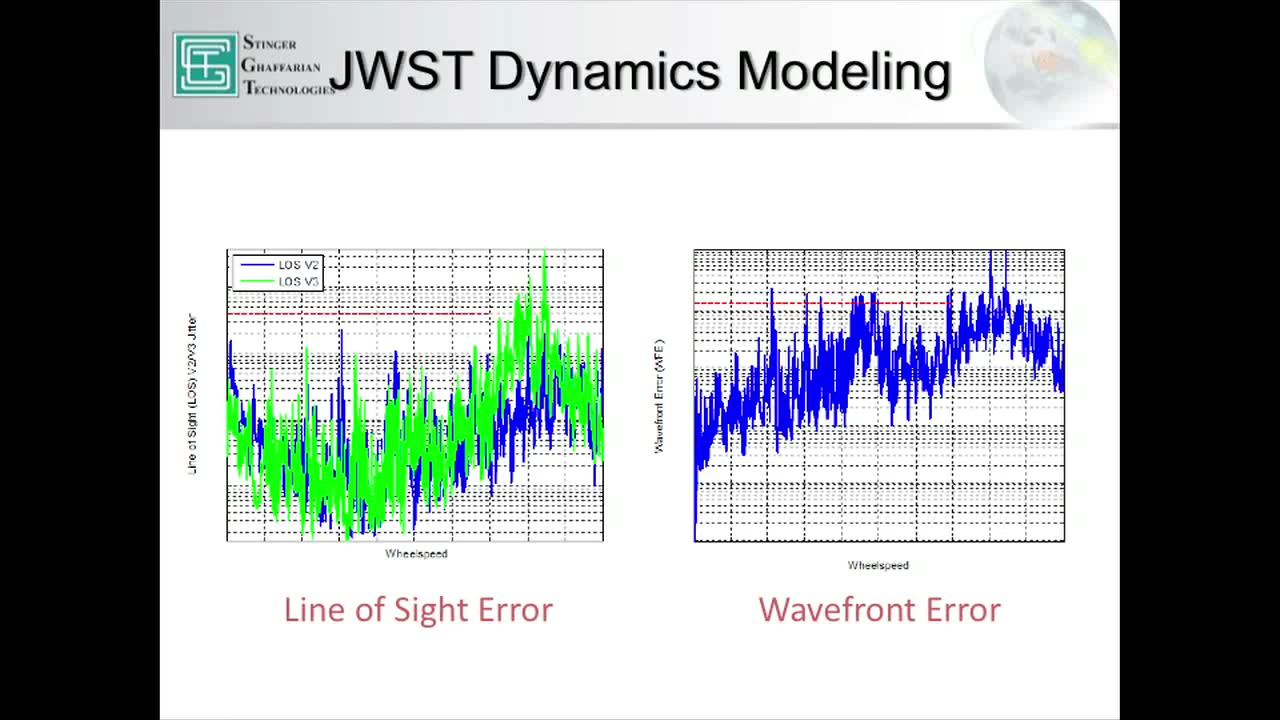 STINGER
GHAFFARIAN
TECHNOLOGIES
JWST Dynamics Modeling
LOS V2
LOS V3
Line of Sight (LOS) V2/V3 Jitter
Wheelspeed
Line of Sight Error
Wavefront Error (WFE)
Wheelspeed
Wavefront Error